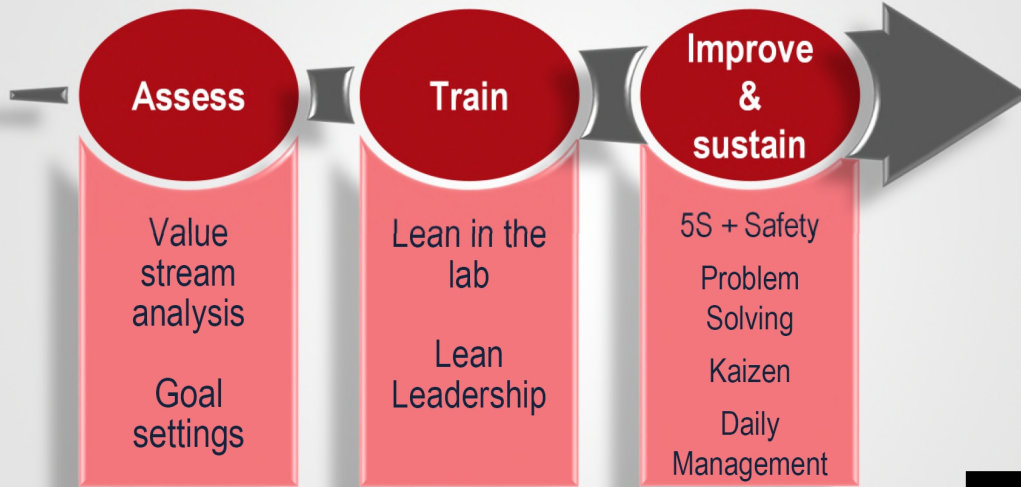 Assess
Value
stream
analysis
Goal
settings
Train
Lean in the
lab
Lean
Leadership
Improve
&
sustain
5S + Safety
Problem
Solving
Kaizen
Daily
Management